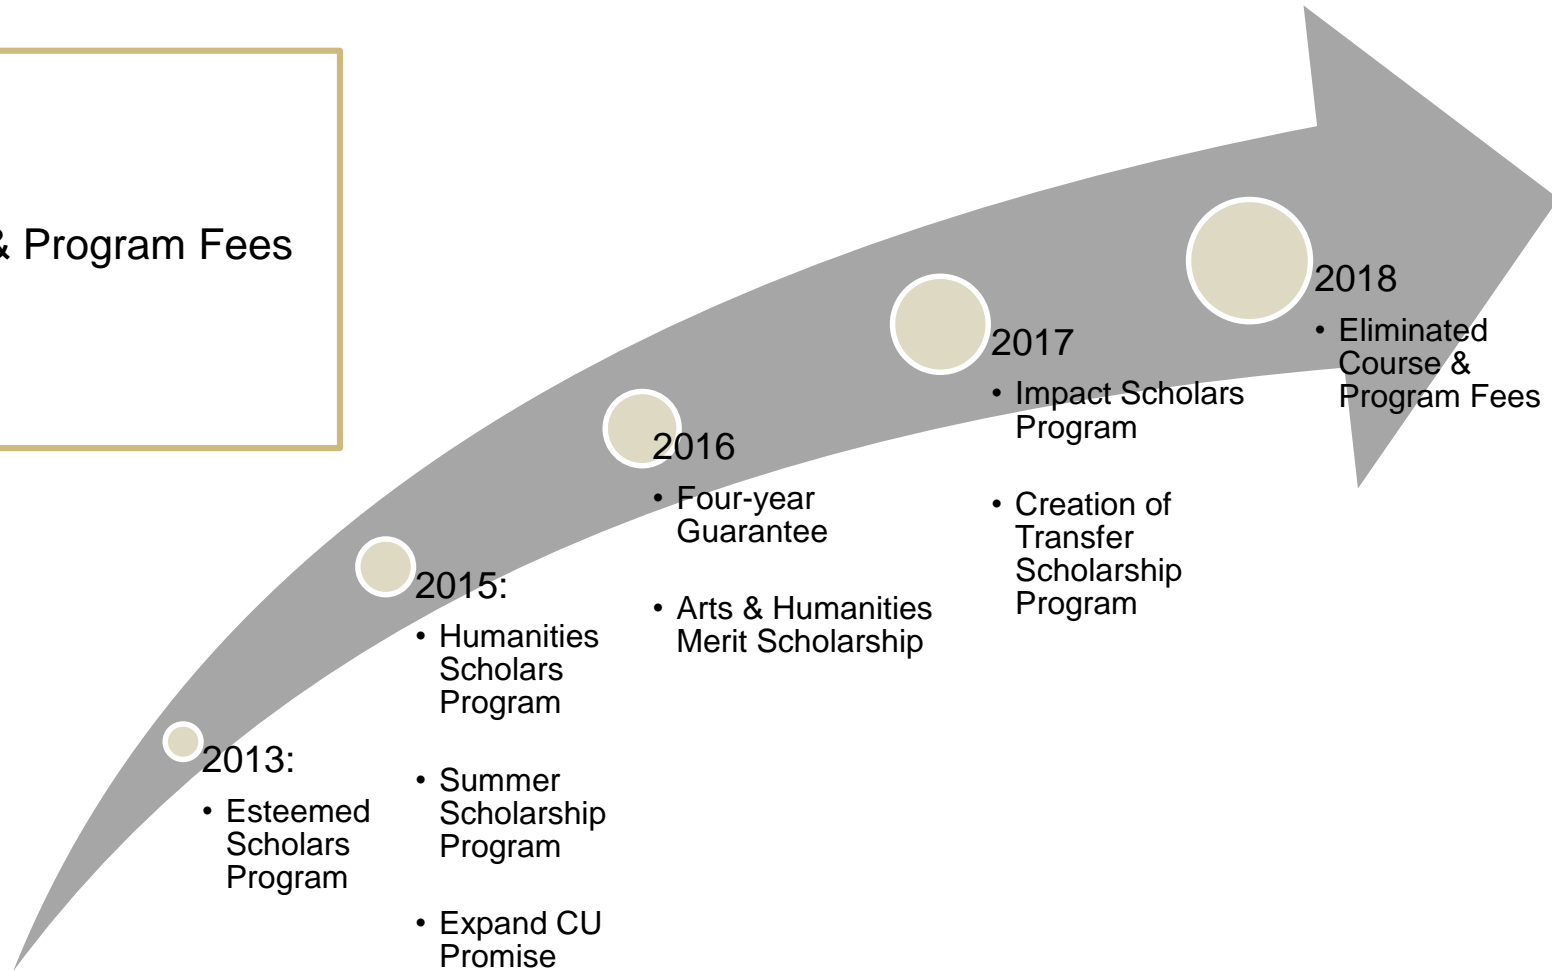 & Program Fees
2013:
• Esteemed
Scholars
Program
2015:
• Humanities
Scholars
Program
• Summer
Scholarship
Program
• Expand CU
Promise
2016
• Four-year
Guarantee
• Arts & Humanities
Merit Scholarship
2017
• Impact Scholars
Program
• Creation of
Transfer
Scholarship
Program
2018
• Eliminated
Course &
Program Fees